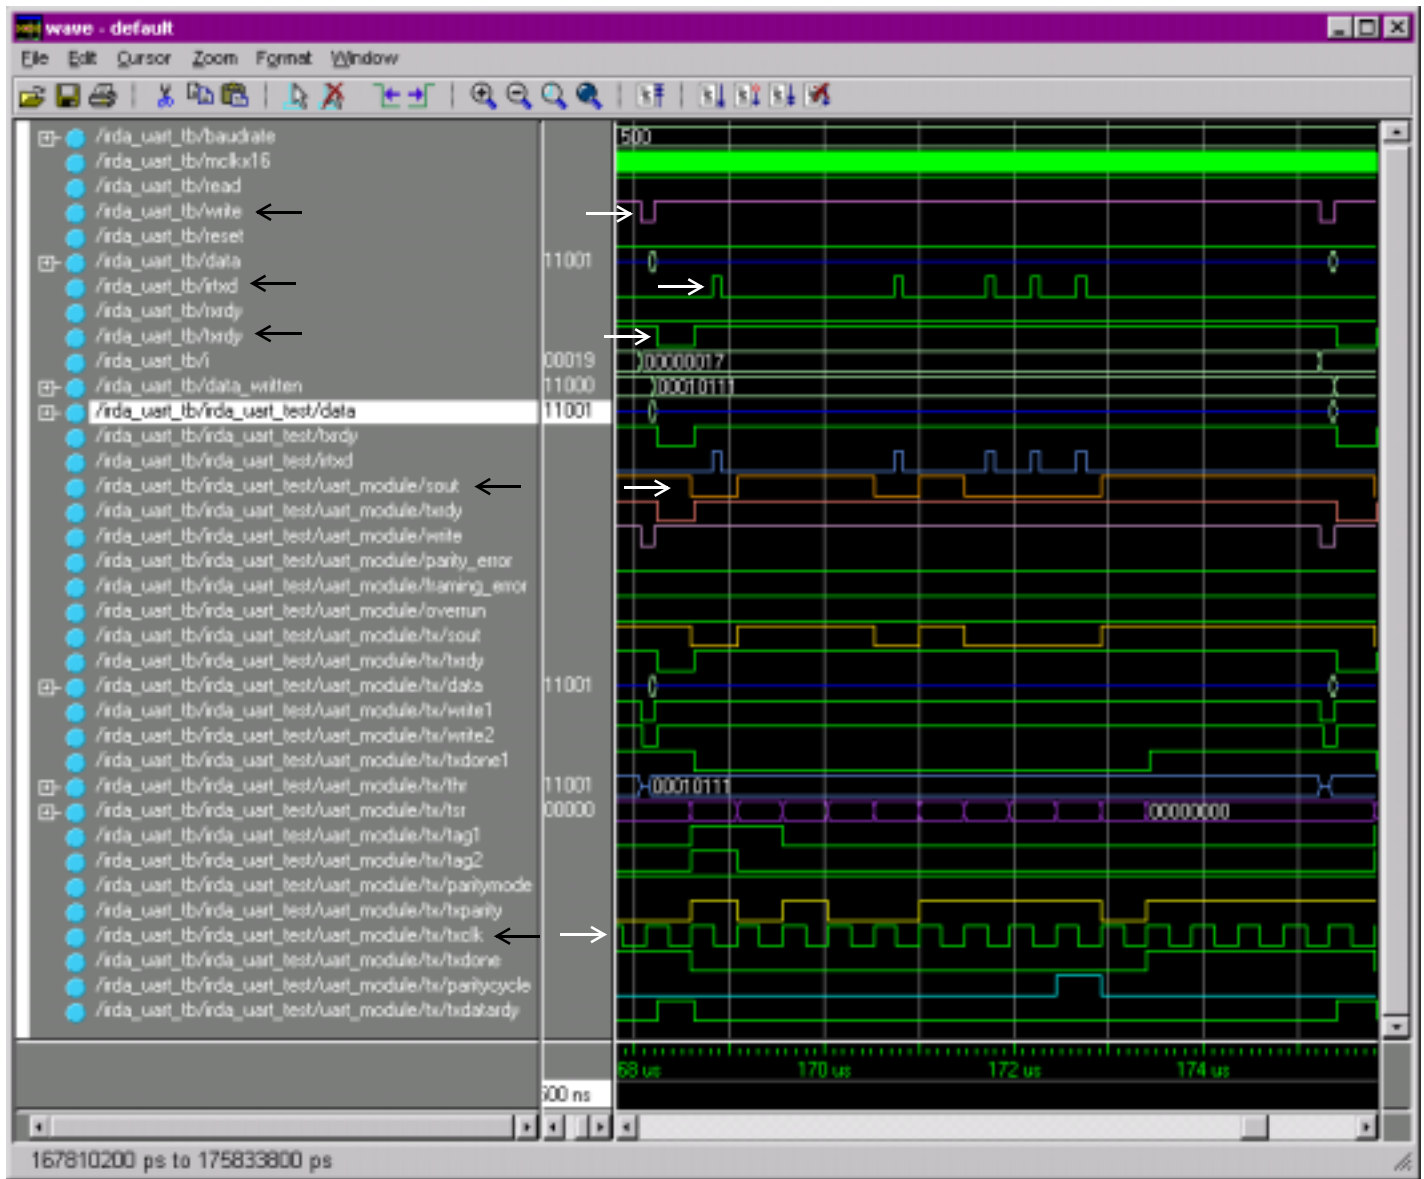 wave - default
File Edit Cursor Zoom Format Window
/irda_uart_tb/baudrate 500
/irda_uart_tb/mclkx16
/irda_uart_tb/read
/irda_uart_tb/write
/irda_uart_tb/reset
/irda_uart_tb/data 11001
/irda_uart_tb/irtxd
/irda_uart_tb/rxrdy
/irda_uart_tb/txrdy
/irda_uart_tb/i 00019 00000017
/irda_uart_tb/data_written 11000 00010111
/irda_uart_tb/irda_uart_test/data 11001
/irda_uart_tb/irda_uart_test/txrdy
/irda_uart_tb/irda_uart_test/irtxd
/irda_uart_tb/irda_uart_test/uart_module/sout
/irda_uart_tb/irda_uart_test/uart_module/txrdy
/irda_uart_tb/irda_uart_test/uart_module/write
/irda_uart_tb/irda_uart_test/uart_module/parity_error
/irda_uart_tb/irda_uart_test/uart_module/framing_error
/irda_uart_tb/irda_uart_test/uart_module/overrun
/irda_uart_tb/irda_uart_test/uart_module/tx/sout
/irda_uart_tb/irda_uart_test/uart_module/tx/txrdy
/irda_uart_tb/irda_uart_test/uart_module/tx/data 11001
/irda_uart_tb/irda_uart_test/uart_module/tx/write1
/irda_uart_tb/irda_uart_test/uart_module/tx/write2
/irda_uart_tb/irda_uart_test/uart_module/tx/txdone1
/irda_uart_tb/irda_uart_test/uart_module/tx/thr 11001 00010111
/irda_uart_tb/irda_uart_test/uart_module/tx/tsr 00000 00000000
/irda_uart_tb/irda_uart_test/uart_module/tx/tag1
/irda_uart_tb/irda_uart_test/uart_module/tx/tag2
/irda_uart_tb/irda_uart_test/uart_module/tx/paritymode
/irda_uart_tb/irda_uart_test/uart_module/tx/txparity
/irda_uart_tb/irda_uart_test/uart_module/tx/txclk
/irda_uart_tb/irda_uart_test/uart_module/tx/txdone
/irda_uart_tb/irda_uart_test/uart_module/tx/paritycycle
/irda_uart_tb/irda_uart_test/uart_module/tx/txdatardy
68 us 170 us 172 us 174 us
500 ns
167810200 ps to 175833800 ps